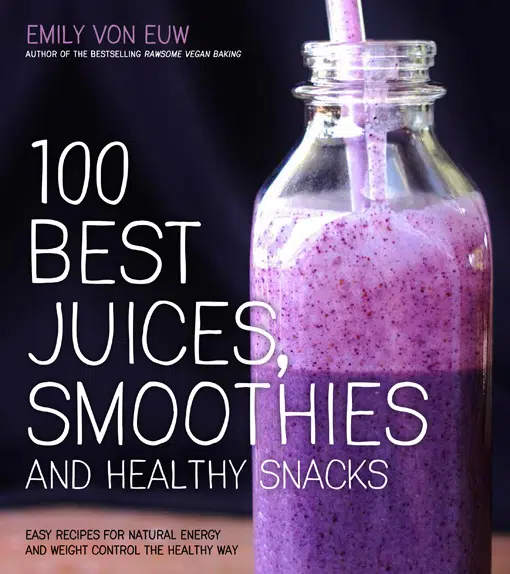 EMILY VON EUW
AUTHOR OF THE BESTSELLING RAWSOME VEGAN BAKING
100
BEST
JUICES,
SMOOTHIES
AND HEALTHY SNACKS
EASY RECIPES FOR NATURAL ENERGY
AND WEIGHT CONTROL THE HEALTHY WAY